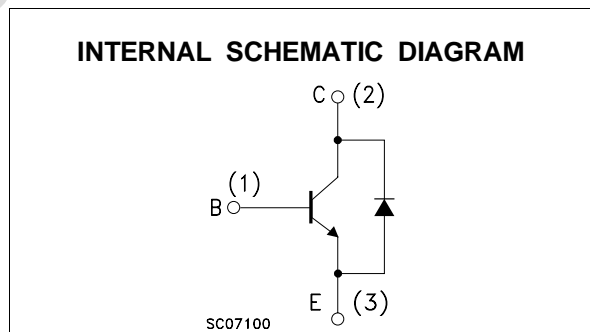 INTERNAL SCHEMATIC DIAGRAM
C (2)
(1)
B
E (3)
SC07100